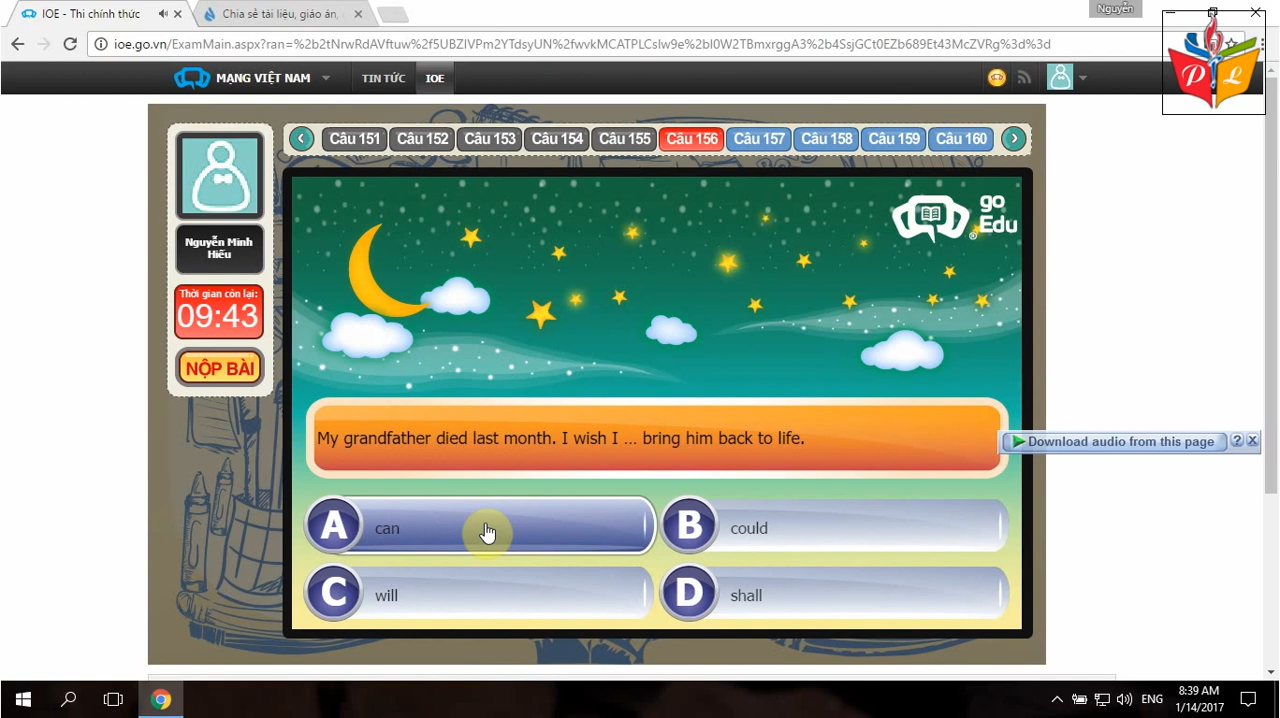 IOE - Thi chính thức
Chia sẻ tài liệu, giáo án,
Nguyễn
ioe.go.vn/ExamMain.aspx?ran=%2b2tNrwRdAVftuw%2f5UBZIVPm2YFdsyUN%2fwvkMCATPLCslw9e%2bI0W2TBmxrggA3%2b4SsjGCt0EZb689Et43McZVRg%3d%3d
P L
MẠNG VIỆT NAM
TIN TỨC
IOE
Câu 151
Câu 152
Câu 153
Câu 154
Câu 155
Câu 156
Câu 157
Câu 158
Câu 159
Câu 160
go
Edu
Nguyễn Minh
Hiếu
Thời gian còn lại:
09:43
NỘP BÀI
My grandfather died last month. I wish I ... bring him back to life.
Download audio from this page
A can
B could
C will
D shall
ENG
8:39 AM
1/14/2017